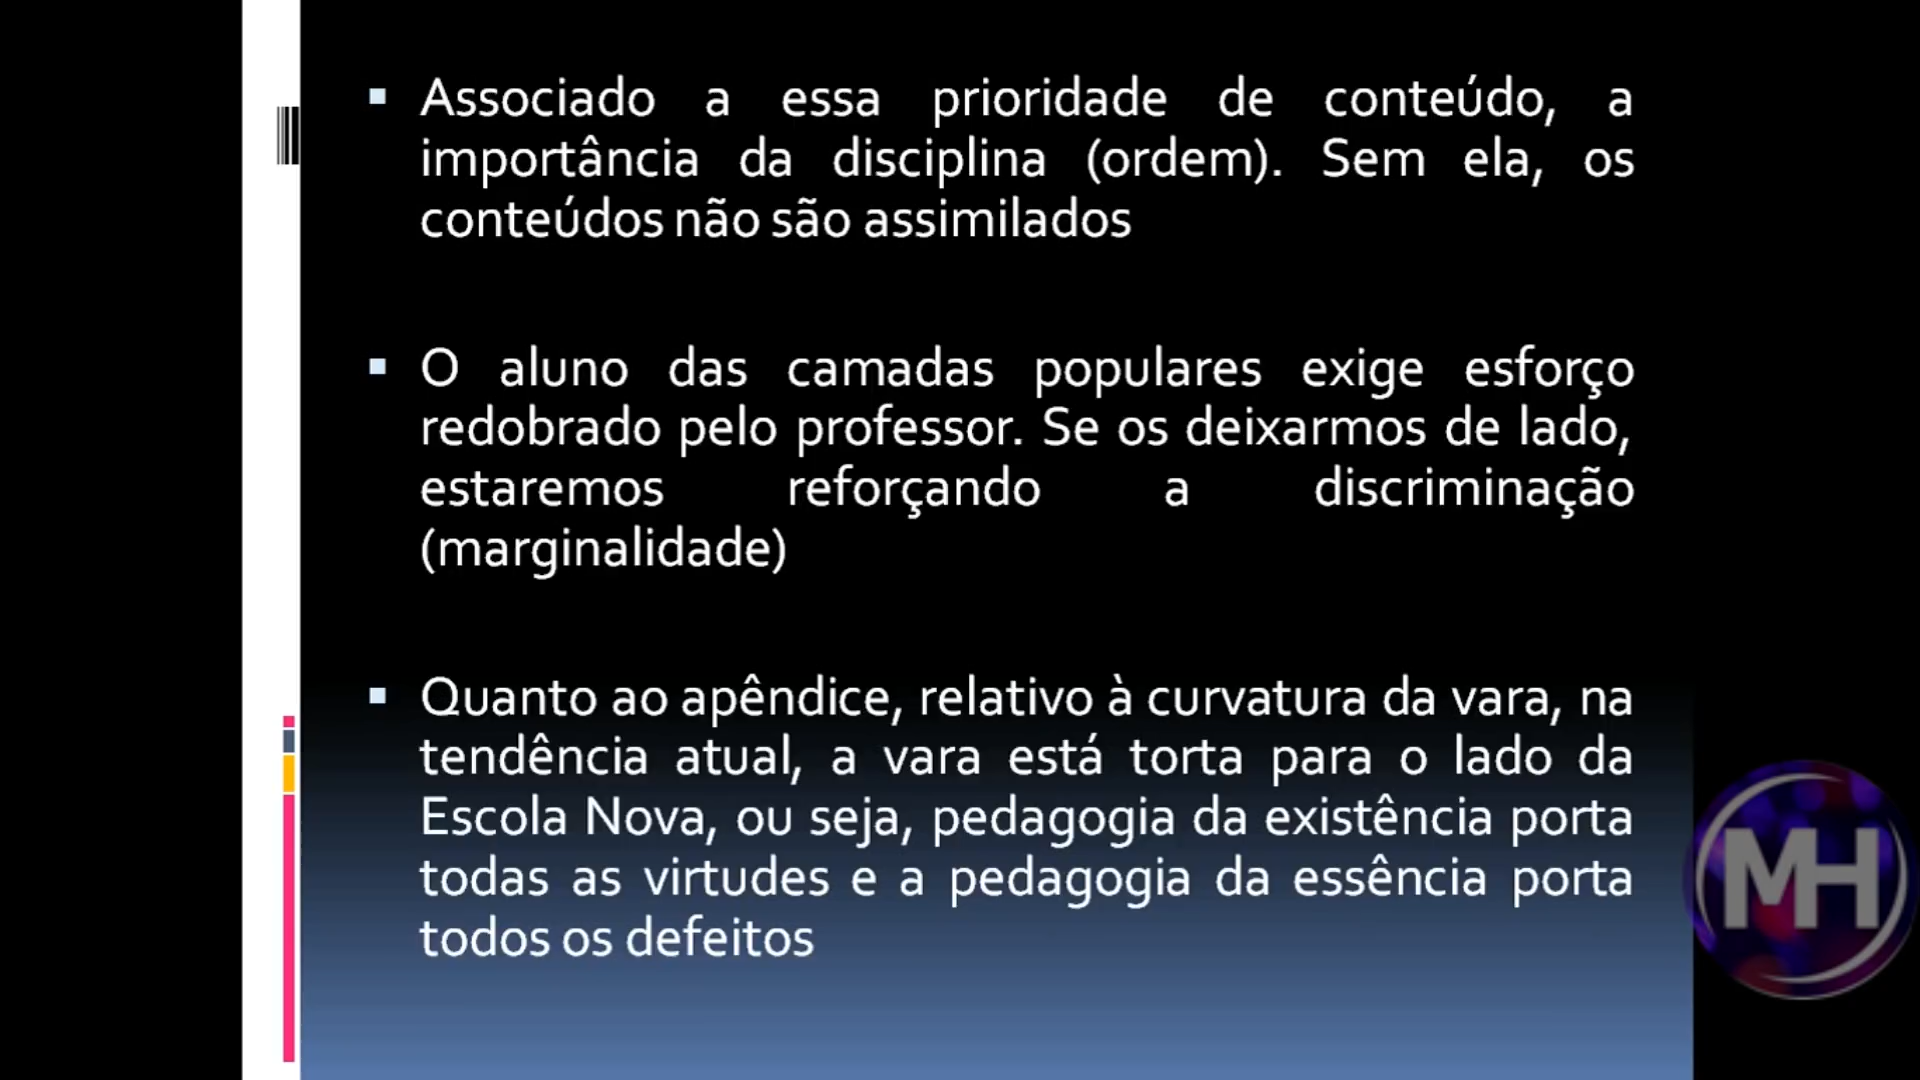 Associado a essa prioridade de conteúdo, a
importância da disciplina (ordem). Sem ela, os
conteúdos não são assimilados
O aluno das camadas populares exige esforço
redobrado pelo professor. Se os deixarmos de lado,
estaremos reforçando a discriminação
(marginalidade)
Quanto ao apêndice, relativo à curvatura da vara, na
tendência atual, a vara está torta para o lado da
Escola Nova, ou seja, pedagogia da existência porta
todas as virtudes e a pedagogia da essência porta
todos os defeitos
MH